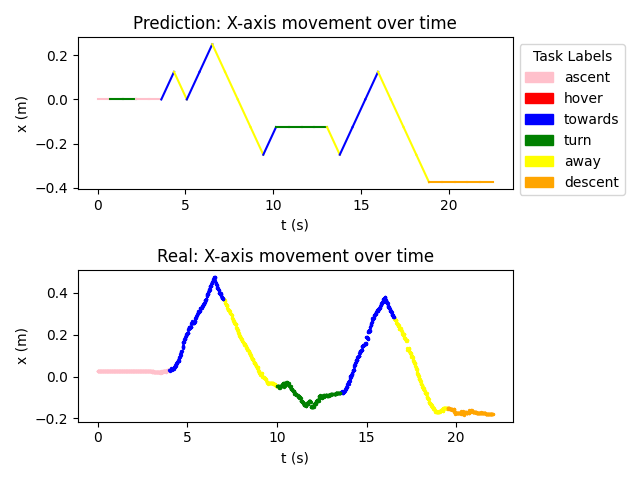 Prediction: X-axis movement over time
0.2
0.0
−0.2
−0.4
x (m)
0 5 10 15 20
t (s)
Task Labels
ascent
hover
towards
turn
away
descent
Real: X-axis movement over time
0.4
0.2
0.0
−0.2
x (m)
0 5 10 15 20
t (s)